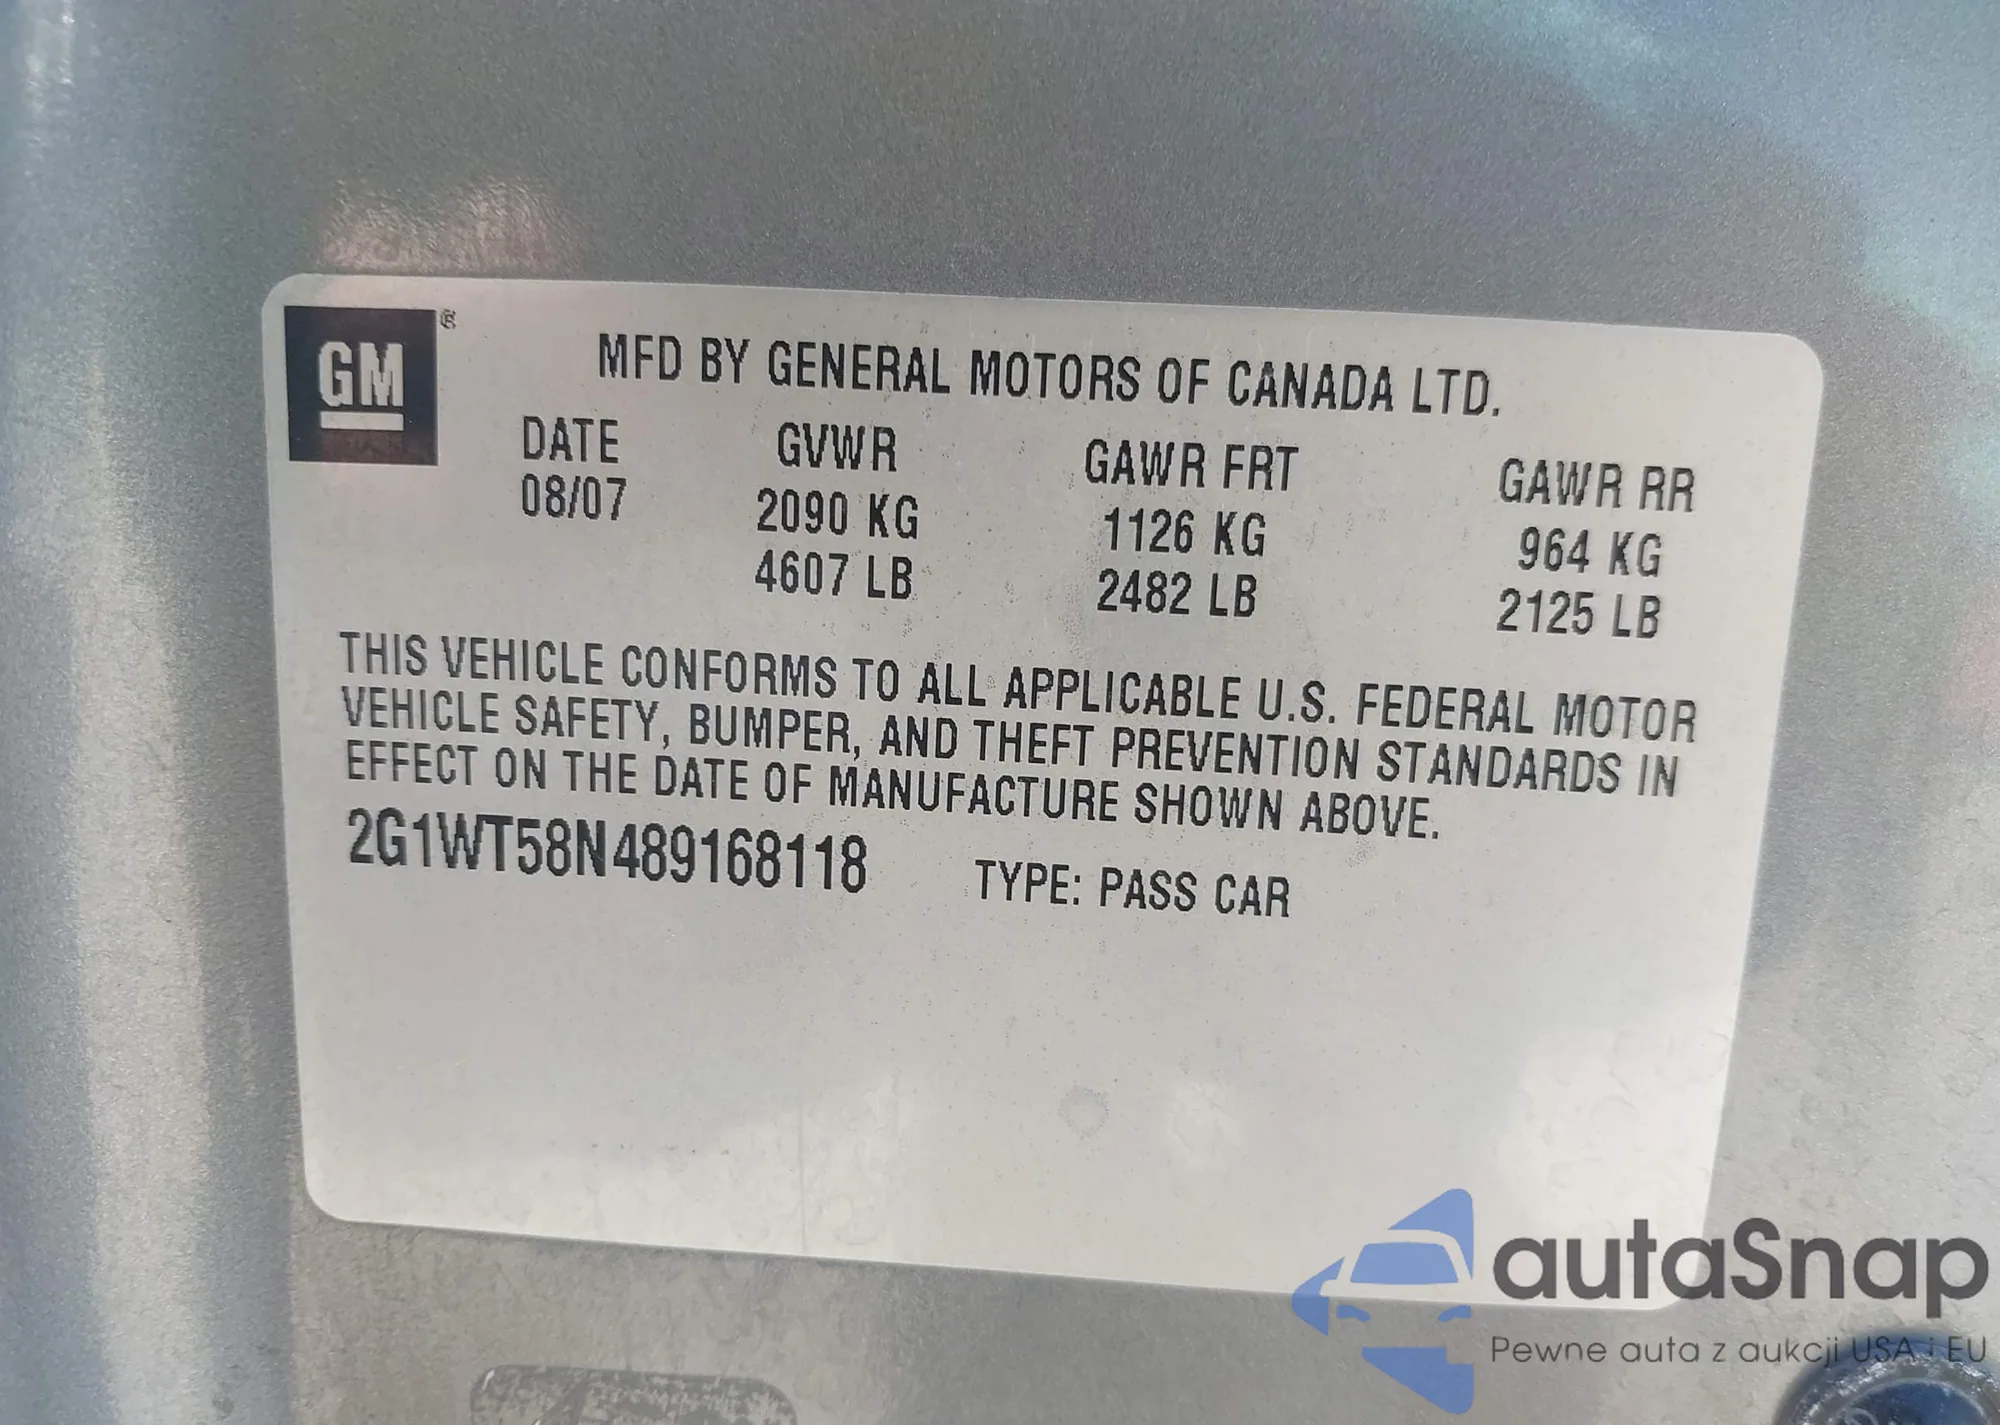 GM
MFD BY GENERAL MOTORS OF CANADA LTD.
DATE GVWR GAWR FRT GAWR RR
08/07 2090 KG 1126 KG 964 KG
4607 LB 2482 LB 2125 LB
THIS VEHICLE CONFORMS TO ALL APPLICABLE U.S. FEDERAL MOTOR
VEHICLE SAFETY, BUMPER, AND THEFT PREVENTION STANDARDS IN
EFFECT ON THE DATE OF MANUFACTURE SHOWN ABOVE.
2G1WT58N489168118 TYPE: PASS CAR
autaSnap
Pewne auta z aukcji USA i EU